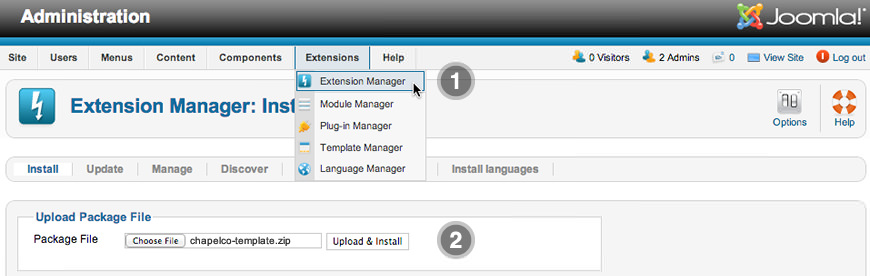 Administration
Joomla!
Site Users Menus Content Components Extensions Help 0 Visitors 2 Admins 0 View Site Log out
Extension Manager
1
Module Manager
Plug-in Manager
Template Manager
Language Manager
Extension Manager: Inst
Options
Help
Install Update Manage Discover Install languages
Upload Package File
Package File Choose File chapelco-template.zip Upload & Install 2